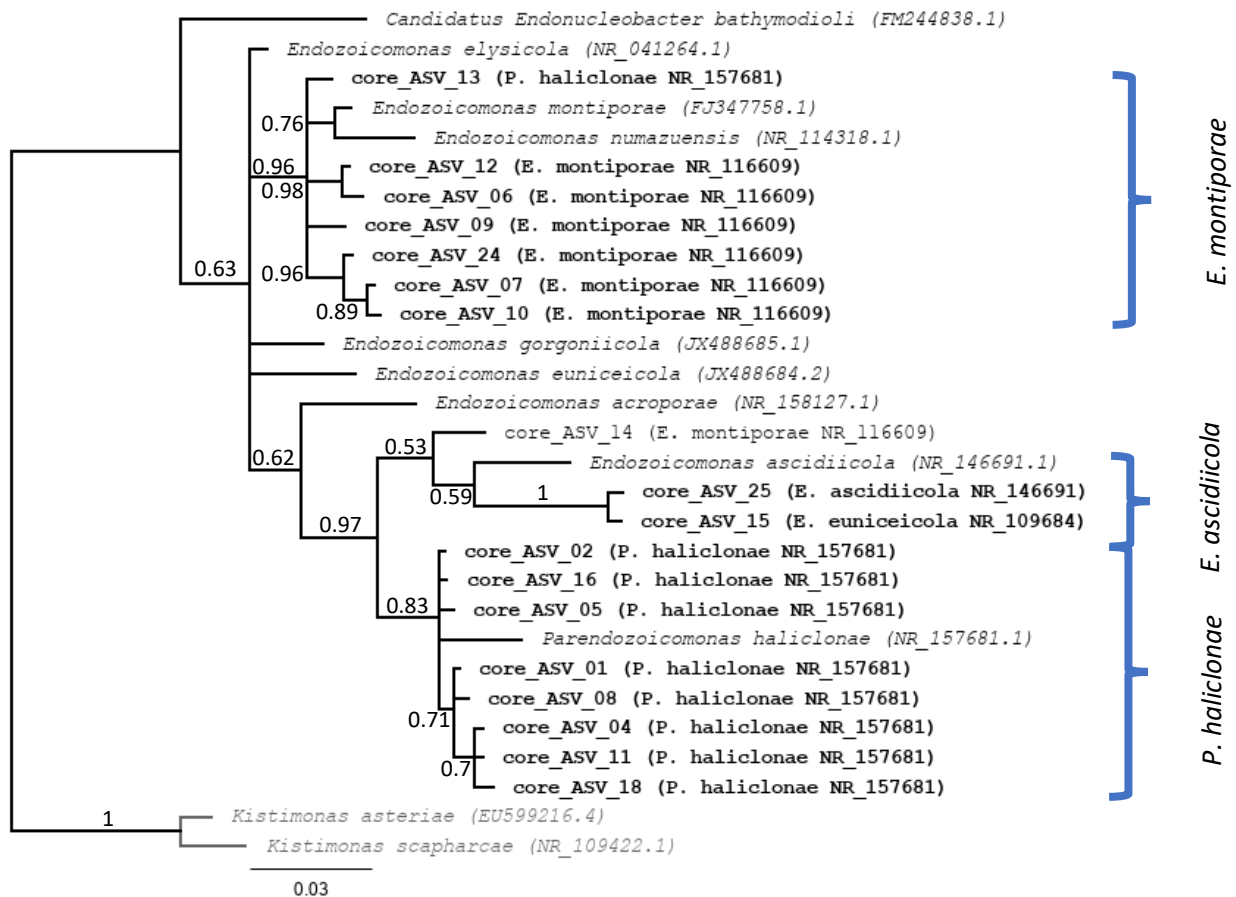 Candidatus Endonucleobacter bathymodioli (FM244838.1)
Endozoicomonas elysicola (NR_041264.1)
core_ASV_13 (P. haliclonae NR_157681)
Endozoicomonas montiporae (FJ347758.1)
0.76
Endozoicomonas numazuensis (NR_114318.1)
0.96
core_ASV_12 (E. montiporae NR_116609)
0.98
core_ASV_06 (E. montiporae NR_116609)
core_ASV_09 (E. montiporae NR_116609)
core_ASV_24 (E. montiporae NR_116609)
0.63
0.96
core_ASV_07 (E. montiporae NR_116609)
0.89
core_ASV_10 (E. montiporae NR_116609)
E. montiporae
Endozoicomonas gorgoniicola (JX488685.1)
Endozoicomonas euniceicola (JX488684.2)
Endozoicomonas acroporae (NR_158127.1)
core_ASV_14 (E. montiporae NR_116609)
0.53
0.62
Endozoicomonas ascidiicola (NR_146691.1)
0.59
1
core_ASV_25 (E. ascidiicola NR_146691)
core_ASV_15 (E. euniceicola NR_109684)
E. ascidiicola
0.97
core_ASV_02 (P. haliclonae NR_157681)
core_ASV_16 (P. haliclonae NR_157681)
0.83
core_ASV_05 (P. haliclonae NR_157681)
Parendozoicomonas haliclonae (NR_157681.1)
core_ASV_01 (P. haliclonae NR_157681)
core_ASV_08 (P. haliclonae NR_157681)
0.71
core_ASV_04 (P. haliclonae NR_157681)
core_ASV_11 (P. haliclonae NR_157681)
0.7
core_ASV_18 (P. haliclonae NR_157681)
P. haliclonae
1
Kistimonas asteriae (EU599216.4)
Kistimonas scapharcae (NR_109422.1)
0.03